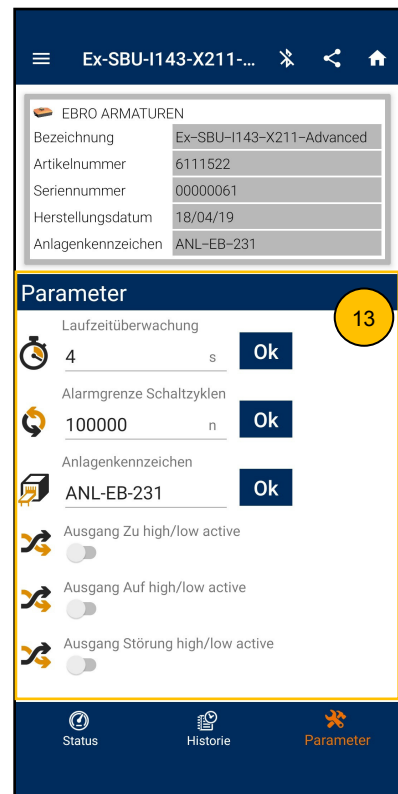 Ex-SBU-I143-X211-...
EBRO ARMATUREN
Bezeichnung Ex-SBU-I143-X211-Advanced
Artikelnummer 6111522
Seriennummer 00000061
Herstellungsdatum 18/04/19
Anlagenkennzeichen ANL-EB-231
Parameter
13
Laufzeitüberwachung
4 s Ok
Alarmgrenze Schaltzyklen
100000 n Ok
Anlagenkennzeichen
ANL-EB-231 Ok
Ausgang Zu high/low active
Ausgang Auf high/low active
Ausgang Störung high/low active
Status Historie Parameter